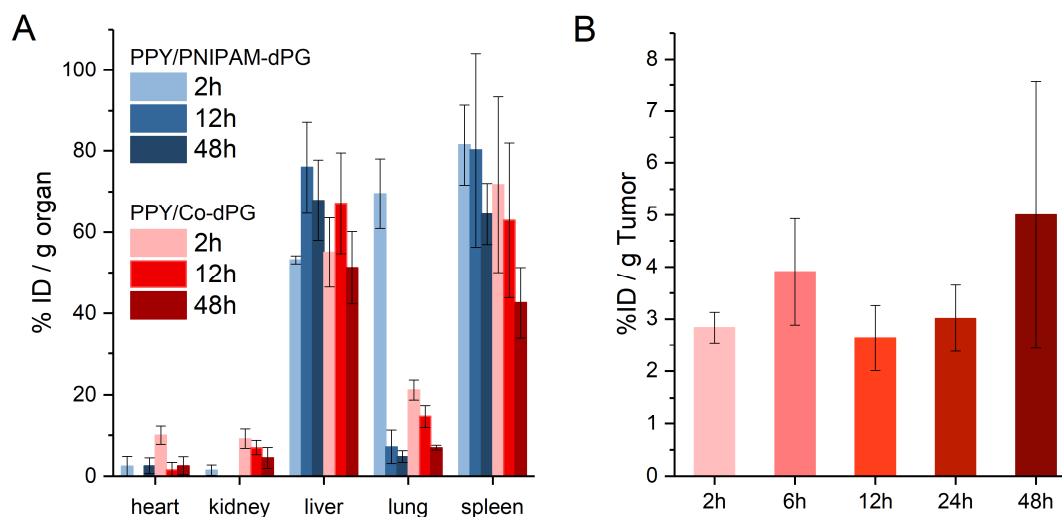 A
PPY/PNIPAM-dPG
2h
12h
48h
PPY/Co-dPG
2h
12h
48h
% ID / g organ
100
80
60
40
20
0
heart kidney liver lung spleen
B
%ID / g Tumor
8
7
6
5
4
3
2
1
0
2h 6h 12h 24h 48h